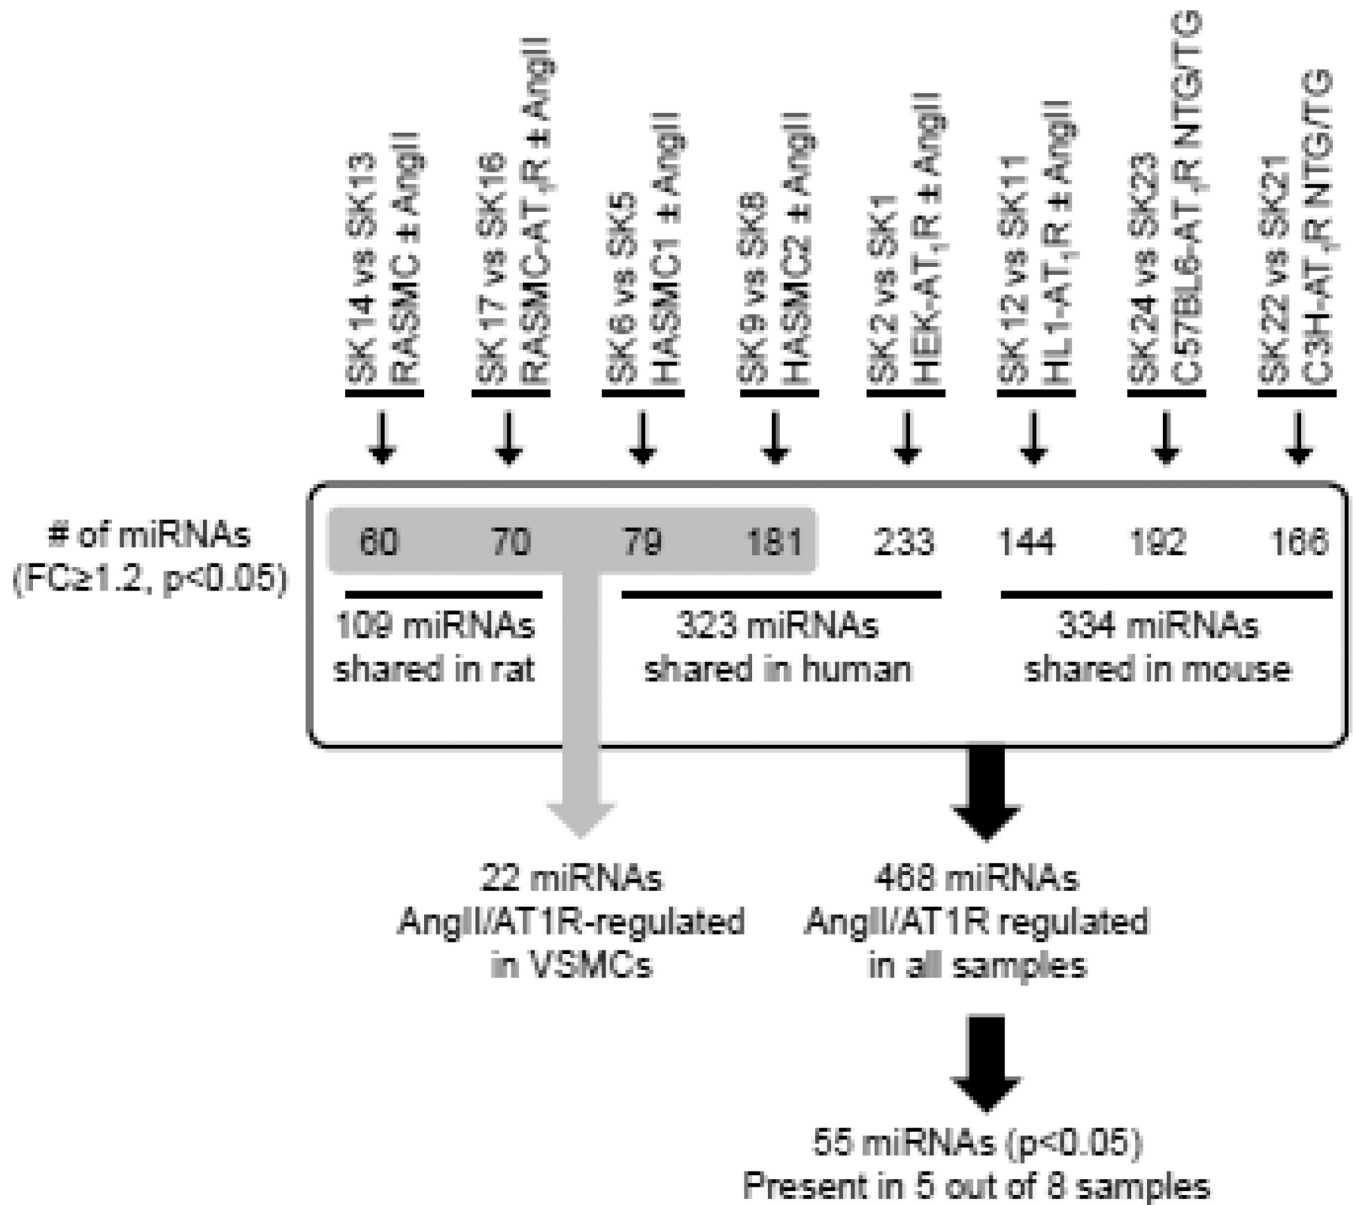 SK14 vs SK13
RASMC ± AngII
SK17 vs SK16
RASMC-AT₁R ± AngII
SK6 vs SK5
HASMC1 ± AngII
SK9 vs SK8
HASMC2 ± AngII
SK2 vs SK1
HEK-AT₁R ± AngII
SK12 vs SK11
HL1-AT₁R ± AngII
SK24 vs SK23
C57BL6-AT₁R NTG/TG
SK22 vs SK21
C3H-AT₁R NTG/TG
# of miRNAs
(FC≥1.2, p<0.05)
60 70 79 181 233 144 192 166
109 miRNAs
shared in rat
323 miRNAs
shared in human
334 miRNAs
shared in mouse
22 miRNAs
AngII/AT1R-regulated
in VSMCs
468 miRNAs
AngII/AT1R regulated
in all samples
55 miRNAs (p<0.05)
Present in 5 out of 8 samples